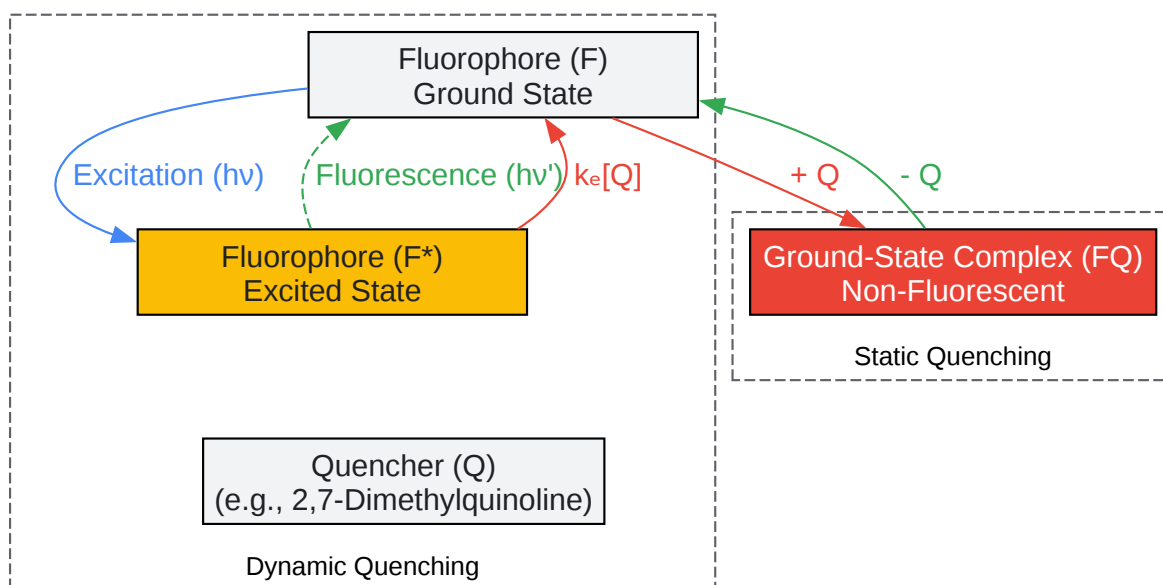 Fluorophore (F)
Ground State
Excitation (hν)
Fluorescence (hν')
kₑ[Q]
+ Q
- Q
Fluorophore (F*)
Excited State
Ground-State Complex (FQ)
Non-Fluorescent
Static Quenching
Quencher (Q)
(e.g., 2,7-Dimethylquinoline)
Dynamic Quenching